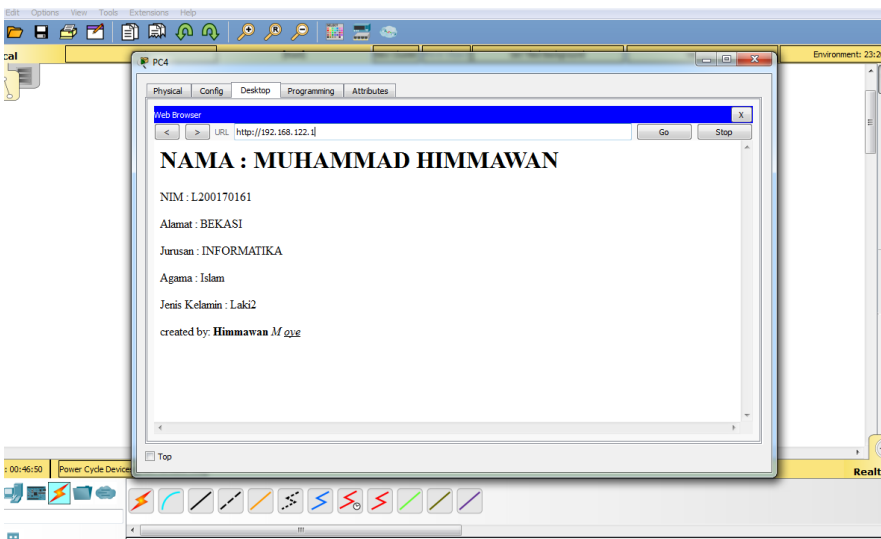 Edit Options View Tools Extensions Help
PC4
Environment: 23:2
Physical Config Desktop Programming Attributes
Web Browser X
< > URL http://192.168.122.1 Go Stop
NAMA : MUHAMMAD HIMMAWAN
NIM : L200170161
Alamat : BEKASI
Jurusan : INFORMATIKA
Agama : Islam
Jenis Kelamin : Laki2
created by: Himmawan M oye
Top
: 00:46:50 Power Cycle Device
Realt